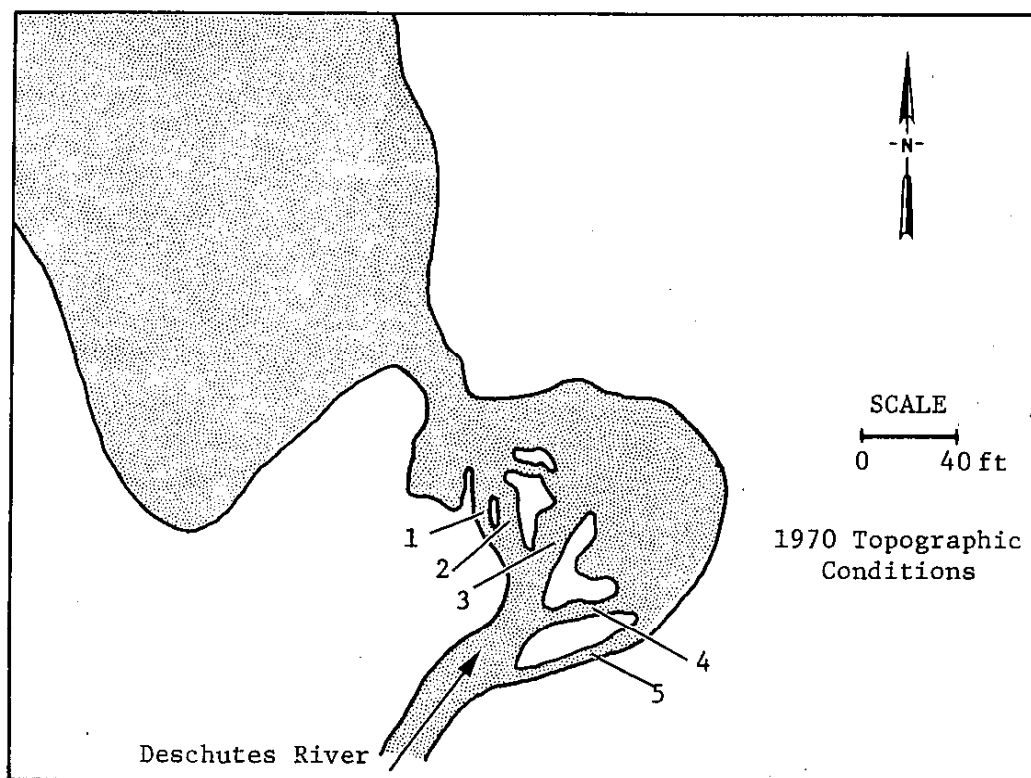 -N-
SCALE
0 40 ft
1970 Topographic
Conditions
1
2
3
4
5
Deschutes River